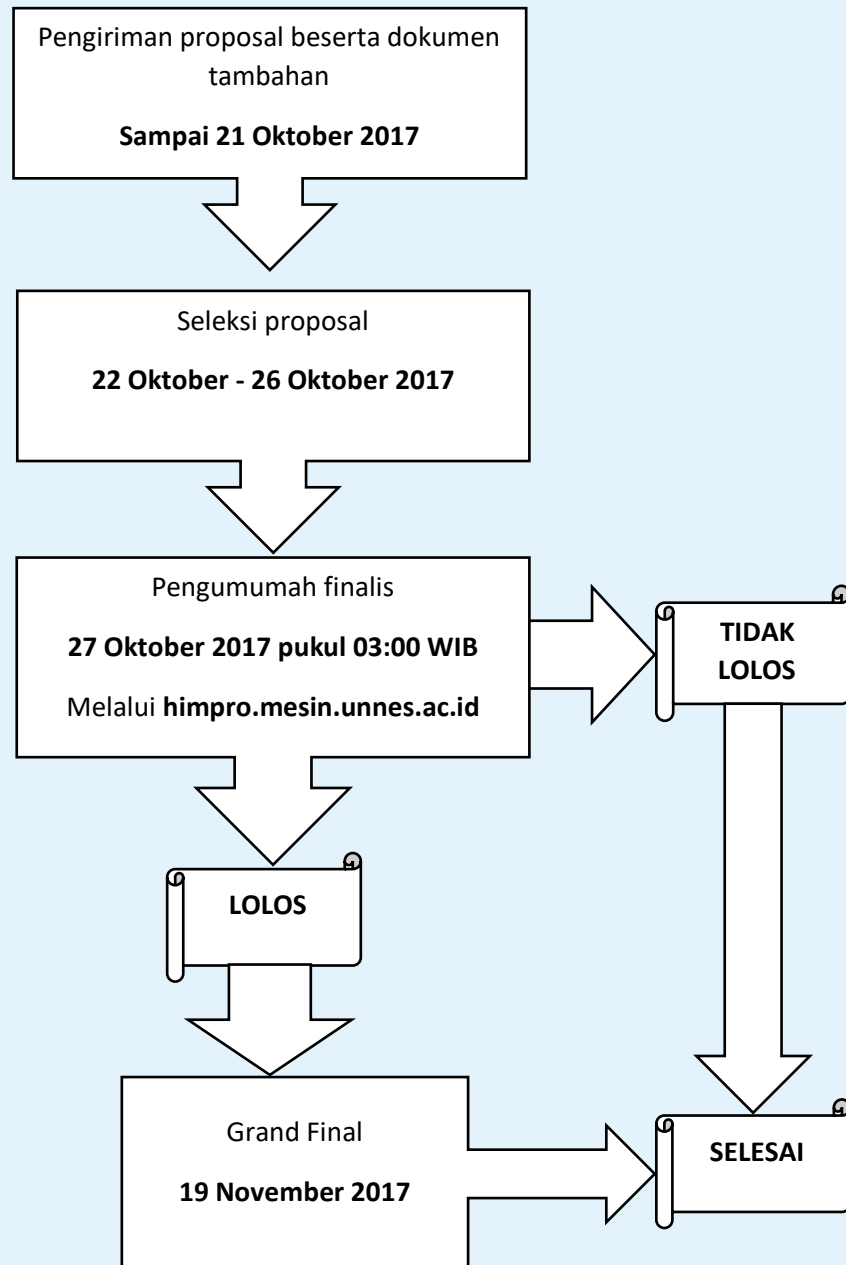 Pengiriman proposal beserta dokumen
tambahan
Sampai 21 Oktober 2017
Seleksi proposal
22 Oktober - 26 Oktober 2017
Pengumumah finalis
27 Oktober 2017 pukul 03:00 WIB
Melalui himpro.mesin.unnes.ac.id
TIDAK
LOLOS
LOLOS
Grand Final
19 November 2017
SELESAI